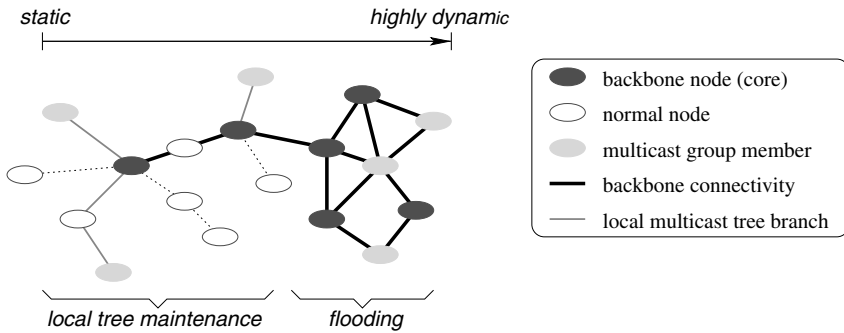 static
highly dynamic
backbone node (core)
normal node
multicast group member
backbone connectivity
local multicast tree branch
local tree maintenance
flooding